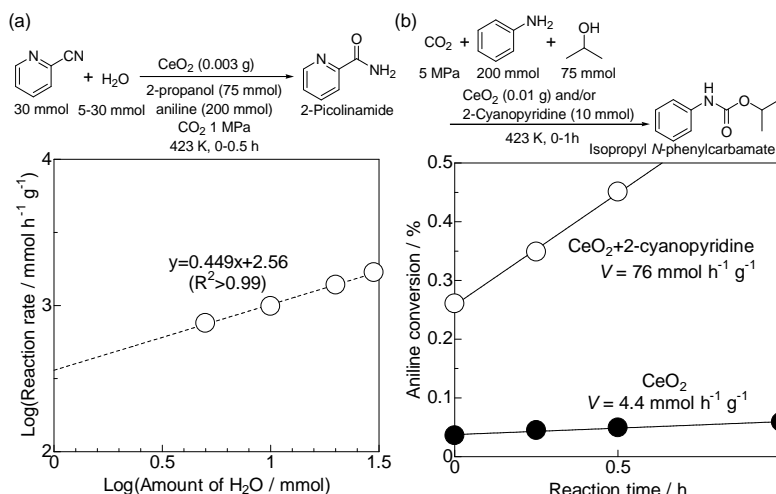 (a)
N
CN
+ H2O
30 mmol
5-30 mmol
CeO2 (0.003 g)
2-propanol (75 mmol)
aniline (200 mmol)
CO2 1 MPa
423 K, 0-0.5 h
N
O
NH2
2-Picolinamide
4
3
2
Log(Reaction rate / mmol h-1 g-1)
y=0.449x+2.56
(R2>0.99)
0
0.5
1
1.5
Log(Amount of H2O / mmol)
(b)
CO2 +
NH2
+
OH
5 MPa
200 mmol
75 mmol
CeO2 (0.01 g) and/or
2-Cyanopyridine (10 mmol)
423 K, 0-1h
H
N
O
O
Isopropyl N-phenylcarbamate
0.5
0.4
0.3
0.2
0.1
0
Aniline conversion / %
CeO2+2-cyanopyridine
V = 76 mmol h-1 g-1
CeO2
V = 4.4 mmol h-1 g-1
0
0.5
Reaction time / h